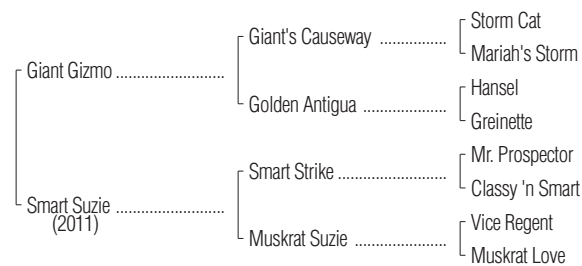 Storm Cat
Giant's Causeway ..................
Mariah's Storm
Giant Gizmo ..........................
Hansel
Golden Antigua ......................
Greinette
Mr. Prospector
Smart Strike ..........................
Classy 'n Smart
Smart Suzie ..........................
(2011)
Vice Regent
Muskrat Suzie ......................
Muskrat Love